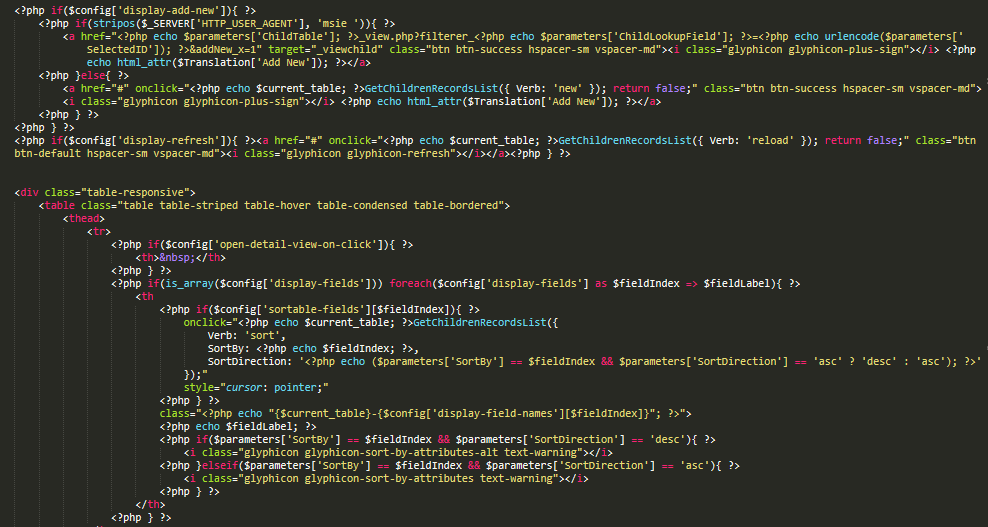 <?php if($config['display-add-new']){ ?>
<?php if(stripos($_SERVER['HTTP_USER_AGENT'], 'msie ')){ ?>
<a href="<?php echo $parameters['ChildTable']; ?>_view.php?filterer_<?php echo $parameters['ChildLookupField']; ?>=<?php echo urlencode($parameters['
SelectedID']); ?>&addNew_x=1" target="_viewchild" class="btn btn-success hspacer-sm vspacer-md"><i class="glyphicon glyphicon-plus-sign"></i> <?php
echo html_attr($Translation['Add New']); ?></a>
<?php }else{ ?>
<a href="#" onclick="<?php echo $current_table; ?>GetChildrenRecordsList({ Verb: 'new' }); return false;" class="btn btn-success hspacer-sm vspacer-md">
<i class="glyphicon glyphicon-plus-sign"></i> <?php echo html_attr($Translation['Add New']); ?></a>
<?php } ?>
<?php } ?>
<?php if($config['display-refresh']){ ?><a href="#" onclick="<?php echo $current_table; ?>GetChildrenRecordsList({ Verb: 'reload' }); return false;" class="btn
btn-default hspacer-sm vspacer-md"><i class="glyphicon glyphicon-refresh"></i></a><?php } ?>
<div class="table-responsive">
<table class="table table-striped table-hover table-condensed table-bordered">
<thead>
<tr>
<?php if($config['open-detail-view-on-click']){ ?>
<th>&nbsp;</th>
<?php } ?>
<?php if(is_array($config['display-fields'])) foreach($config['display-fields'] as $fieldIndex => $fieldLabel){ ?>
<th
<?php if($config['sortable-fields'][$fieldIndex]){ ?>
onclick="<?php echo $current_table; ?>GetChildrenRecordsList({
Verb: 'sort',
SortBy: <?php echo $fieldIndex; ?>,
SortDirection: '<?php echo ($parameters['SortBy'] == $fieldIndex && $parameters['SortDirection'] == 'asc' ? 'desc' : 'asc'); ?>'
});"
style="cursor: pointer;"
<?php } ?>
class="<?php echo "{$current_table}-{$config['display-field-names'][$fieldIndex]}"; ?>">
<?php echo $fieldLabel; ?>
<?php if($parameters['SortBy'] == $fieldIndex && $parameters['SortDirection'] == 'desc'){ ?>
<i class="glyphicon glyphicon-sort-by-attributes-alt text-warning"></i>
<?php }elseif($parameters['SortBy'] == $fieldIndex && $parameters['SortDirection'] == 'asc'){ ?>
<i class="glyphicon glyphicon-sort-by-attributes text-warning"></i>
<?php } ?>
</th>
<?php } ?>